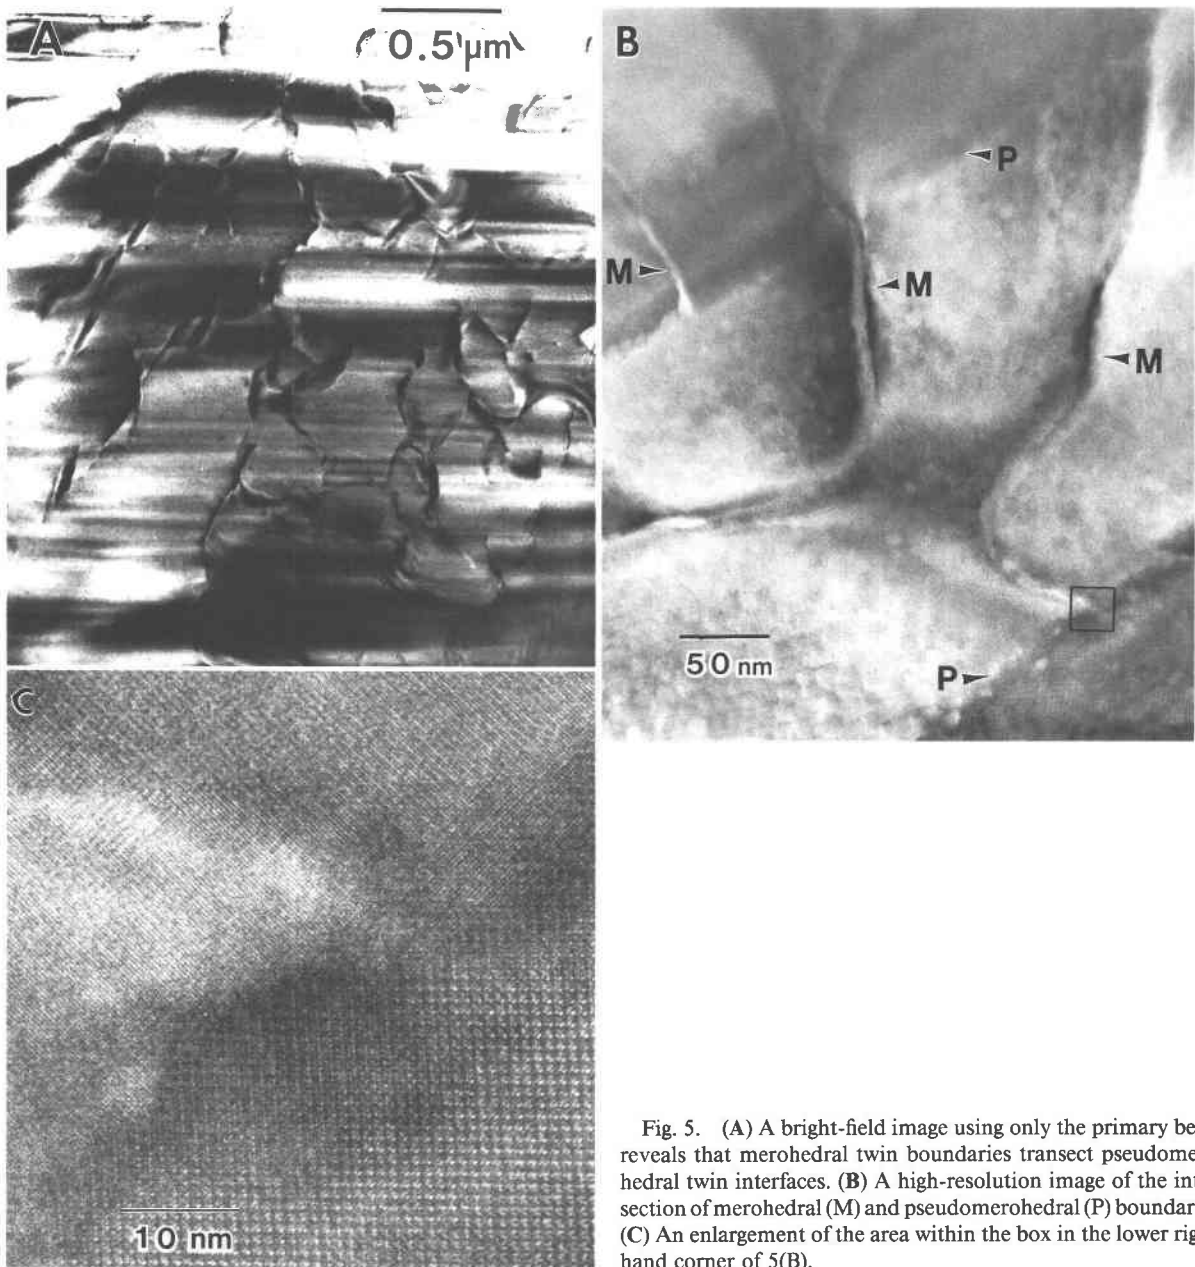 A
0.5 µm
B
P
M
M
M
50 nm
P
C
10 nm
Fig. 5. (A) A bright-field image using only the primary be
reveals that merohedral twin boundaries transect pseudome
hedral twin interfaces. (B) A high-resolution image of the in
section of merohedral (M) and pseudomerohedral (P) boundar
(C) An enlargement of the area within the box in the lower rig
hand corner of 5(B).